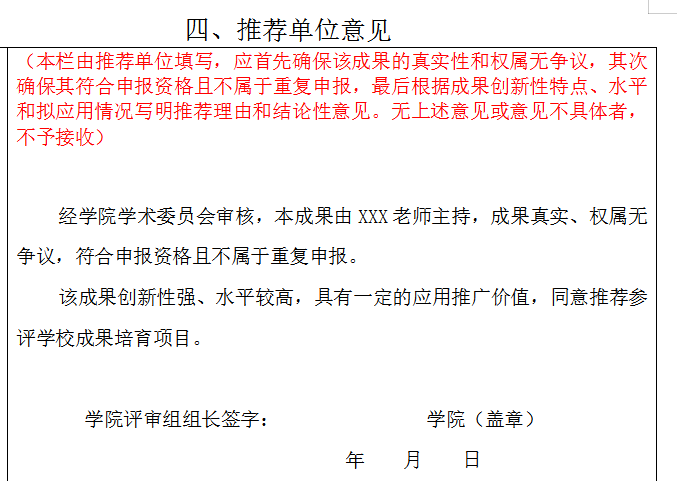 四、推荐单位意见
（本栏由推荐单位填写，应首先确保该成果的真实性和权属无争议，其次
确保其符合申报资格且不属于重复申报，最后根据成果创新性特点、水平
和拟应用情况写明推荐理由和结论性意见。无上述意见或意见不具体者，
不予接收）
经学院学术委员会审核，本成果由 XXX 老师主持，成果真实、权属无
争议，符合申报资格且不属于重复申报。
该成果创新性强、水平较高，具有一定的应用推广价值，同意推荐参
评学校成果培育项目。
学院评审组组长签字： 学院（盖章）
年 月 日